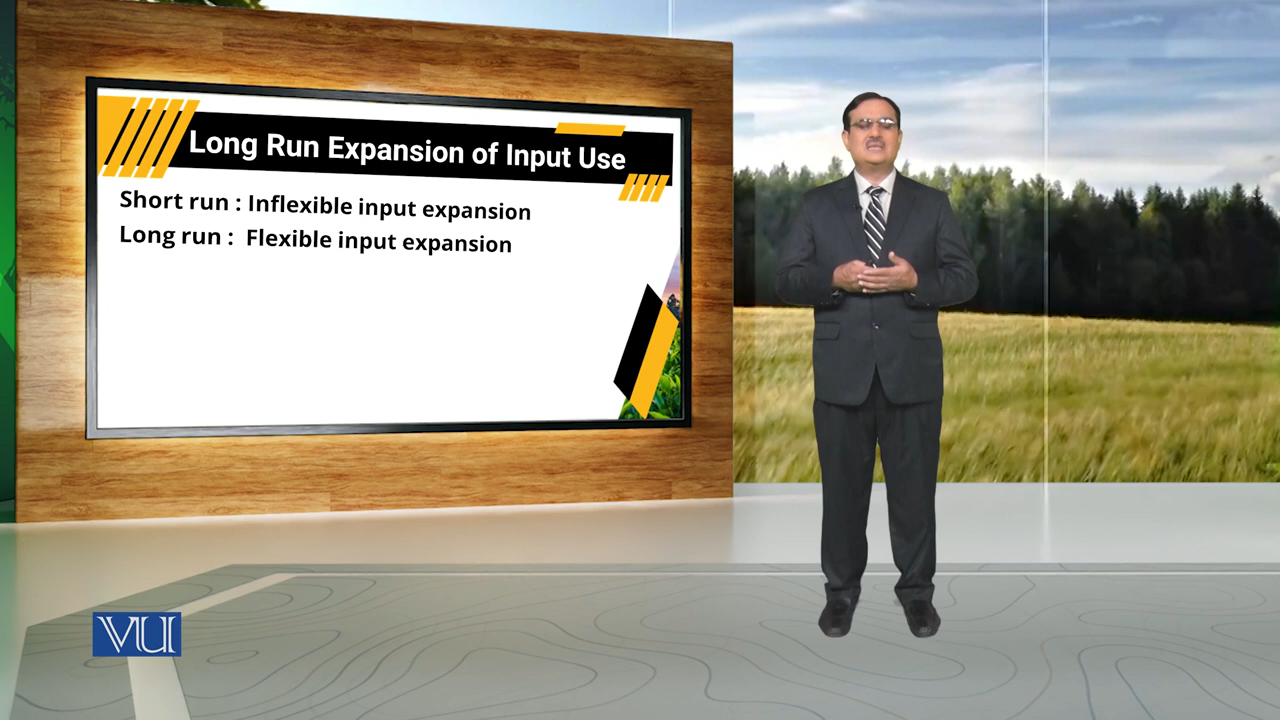 Long Run Expansion of Input Use
Short run : Inflexible input expansion
Long run :  Flexible input expansion
VU